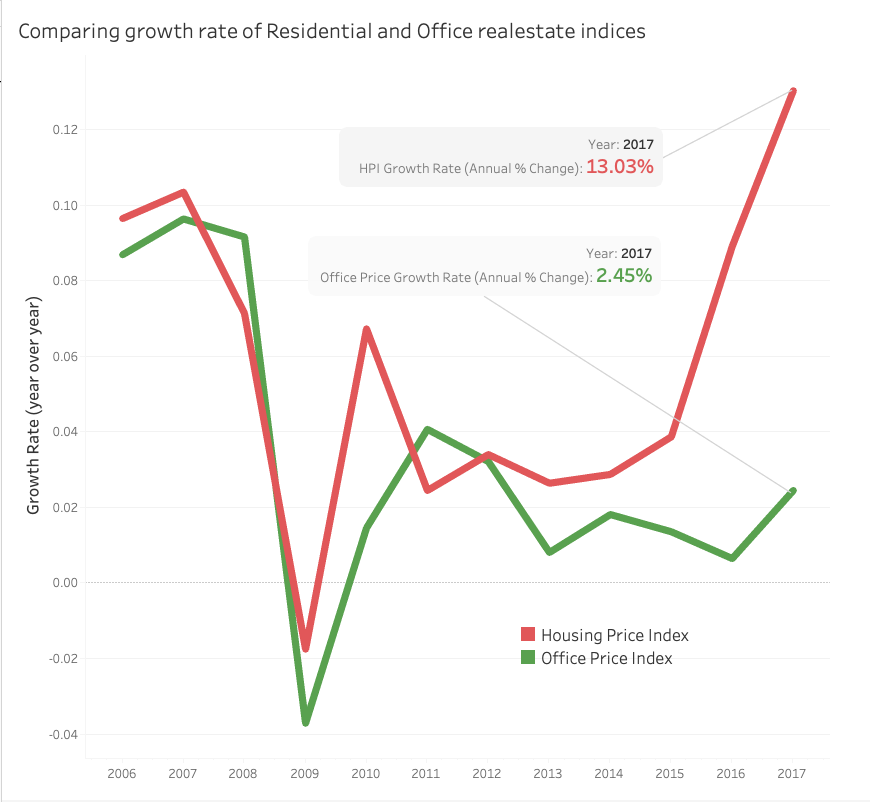 Comparing growth rate of Residential and Office realestate indices
0.12
Year: 2017
HPI Growth Rate (Annual % Change): 13.03%
0.10
Year: 2017
Office Price Growth Rate (Annual % Change): 2.45%
0.08
0.06
Growth Rate (year over year)
0.04
0.02
0.00
Housing Price Index
Office Price Index
-0.02
-0.04
2006 2007 2008 2009 2010 2011 2012 2013 2014 2015 2016 2017